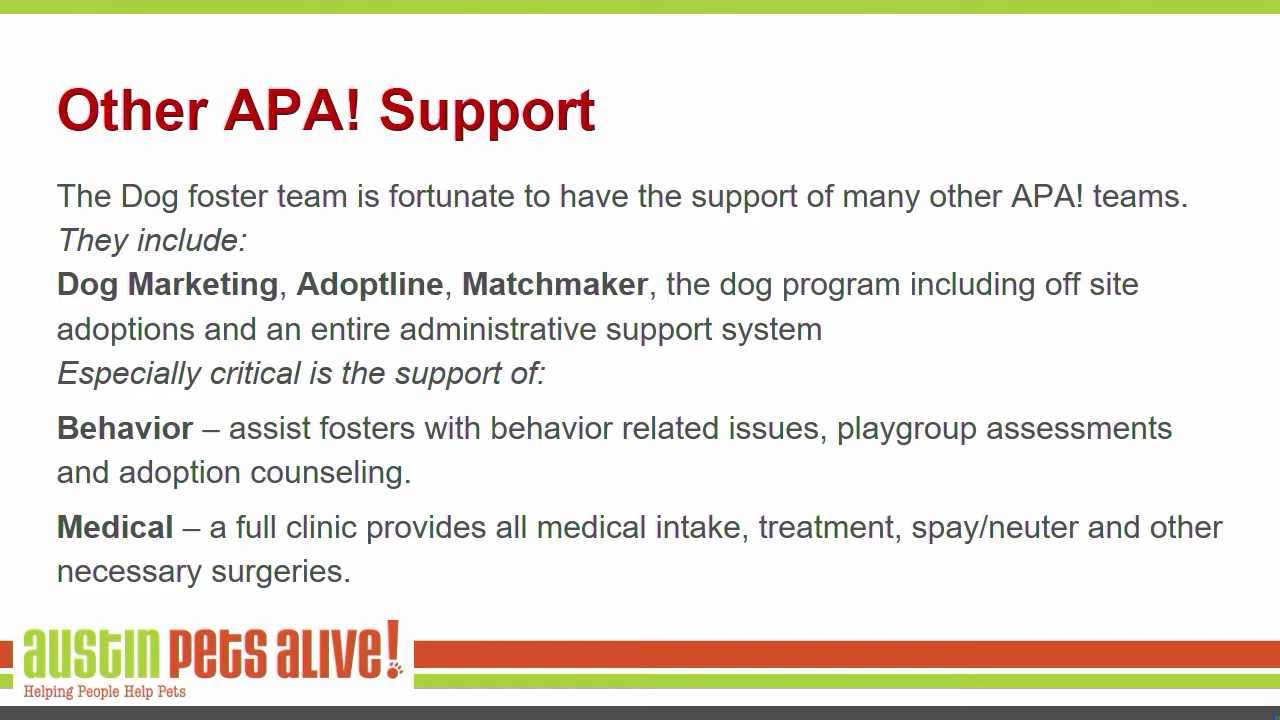 Other APA! Support
The Dog foster team is fortunate to have the support of many other APA! teams.
They include:
Dog Marketing, Adoptline, Matchmaker, the dog program including off site
adoptions and an entire administrative support system
Especially critical is the support of:
Behavior – assist fosters with behavior related issues, playgroup assessments
and adoption counseling.
Medical – a full clinic provides all medical intake, treatment, spay/neuter and other
necessary surgeries.
austin pets alive!
Helping People Help Pets